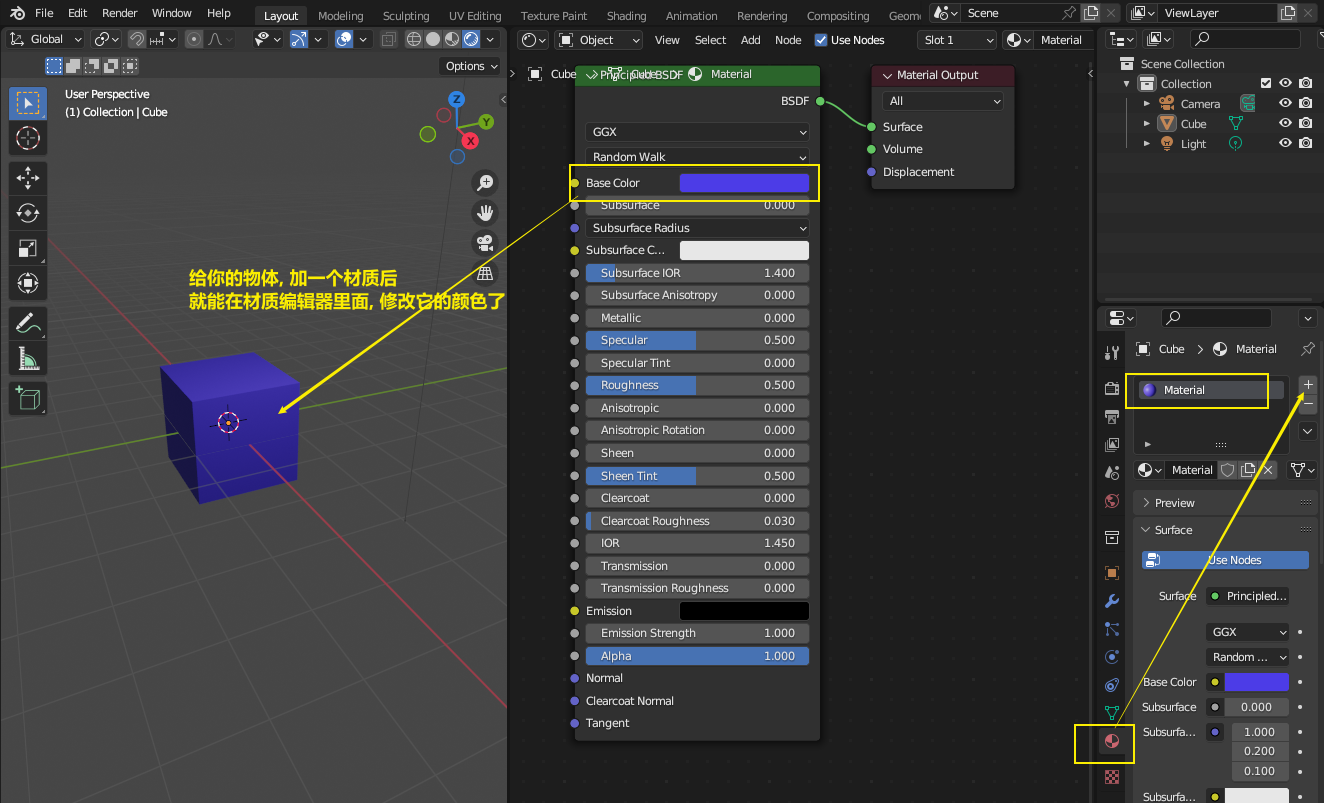 File Edit Render Window Help Layout Modeling Sculpting UV Editing Texture Paint Shading Animation Rendering Compositing Geom Scene ViewLayer
Global
Options
User Perspective
(1) Collection | Cube
Z
Y
X
给你的物体, 加一个材质后
就能在材质编辑器里面, 修改它的颜色了
Object View Select Add Node Use Nodes Slot 1 Material
Cube Cube Material
Principled BSDF
BSDF
GGX
Random Walk
Base Color
Subsurface 0.000
Subsurface Radius
Subsurface C...
Subsurface IOR 1.400
Subsurface Anisotropy 0.000
Metallic 0.000
Specular 0.500
Specular Tint 0.000
Roughness 0.500
Anisotropic 0.000
Anisotropic Rotation 0.000
Sheen 0.000
Sheen Tint 0.500
Clearcoat 0.000
Clearcoat Roughness 0.030
IOR 1.450
Transmission 0.000
Transmission Roughness 0.000
Emission
Emission Strength 1.000
Alpha 1.000
Normal
Clearcoat Normal
Tangent
Material Output
All
Surface
Volume
Displacement
Scene Collection
Collection
Camera
Cube
Light
Cube Material
Material
Material
Preview
Surface
Use Nodes
Surface Principled...
GGX
Random ...
Base Color
Subsurface 0.000
Subsurfa... 1.000
0.200
0.100
Subsurfa...